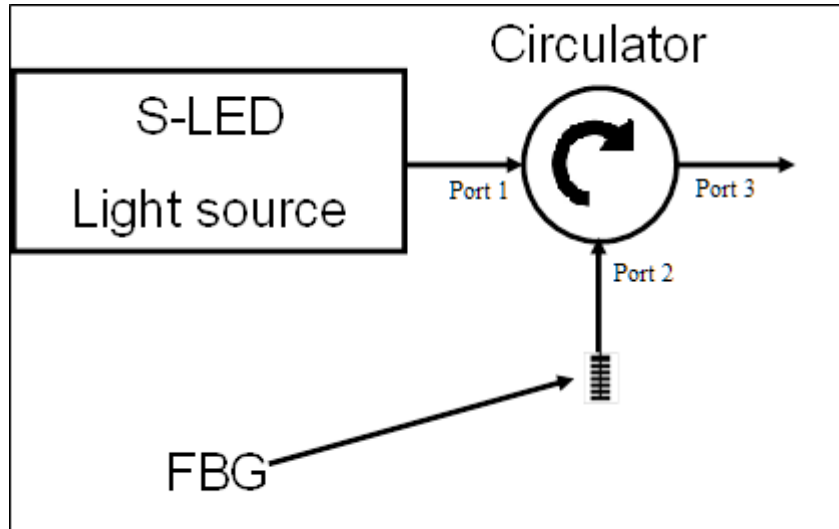 Circulator
S-LED
Light source
Port 1
Port 3
Port 2
FBG